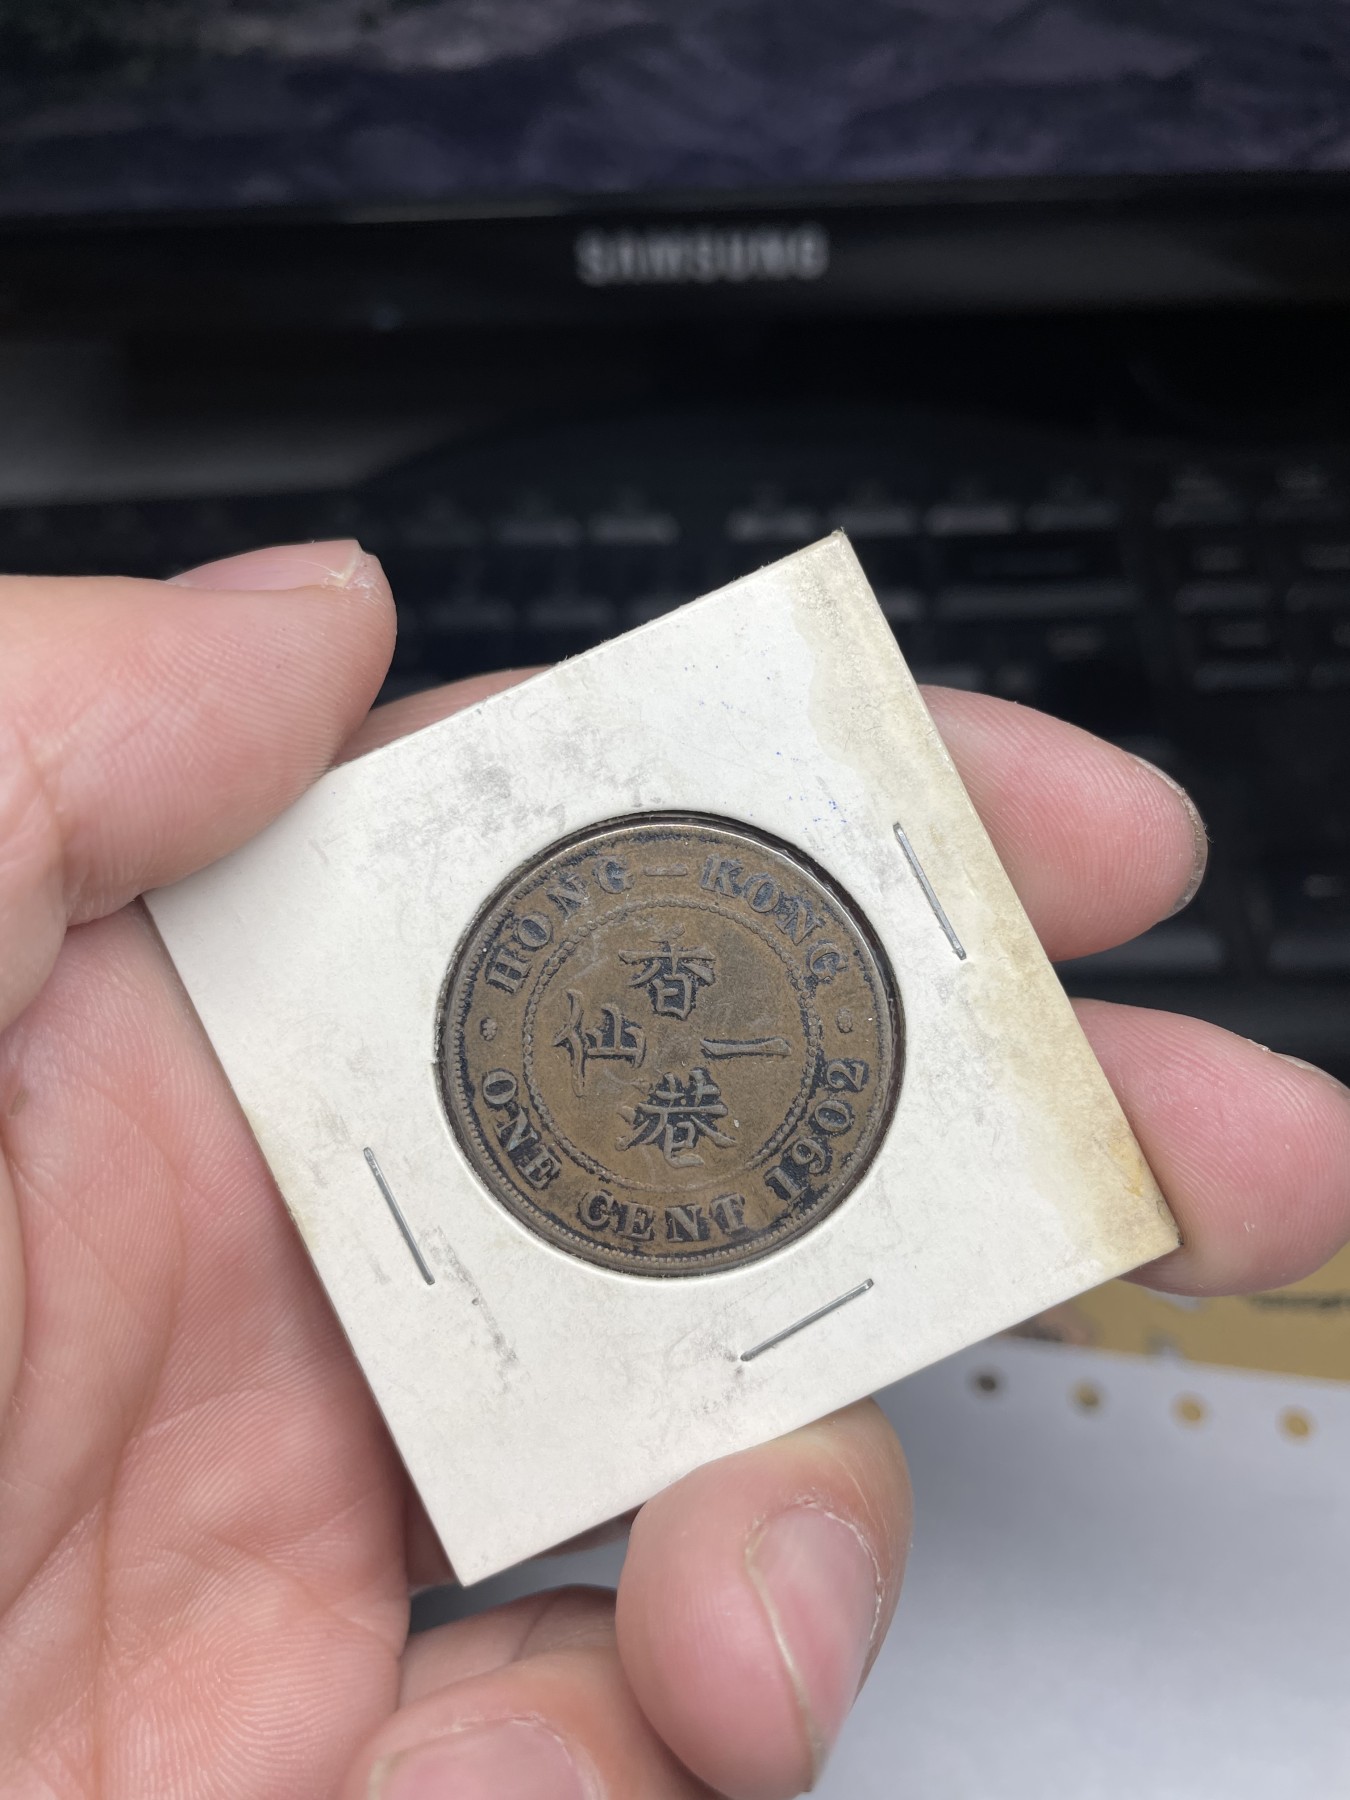 SAMSUNG
HONG-KONG
香
仙 一
港
ONE CENT 1902